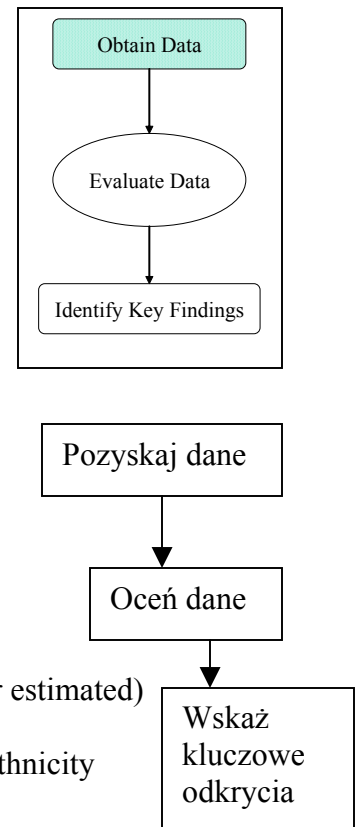 Obtain Data
Evaluate Data
Identify Key Findings
Pozyskaj dane
Oceń dane
r estimated)
thnicity
Wskaż
kluczowe
odkrycia